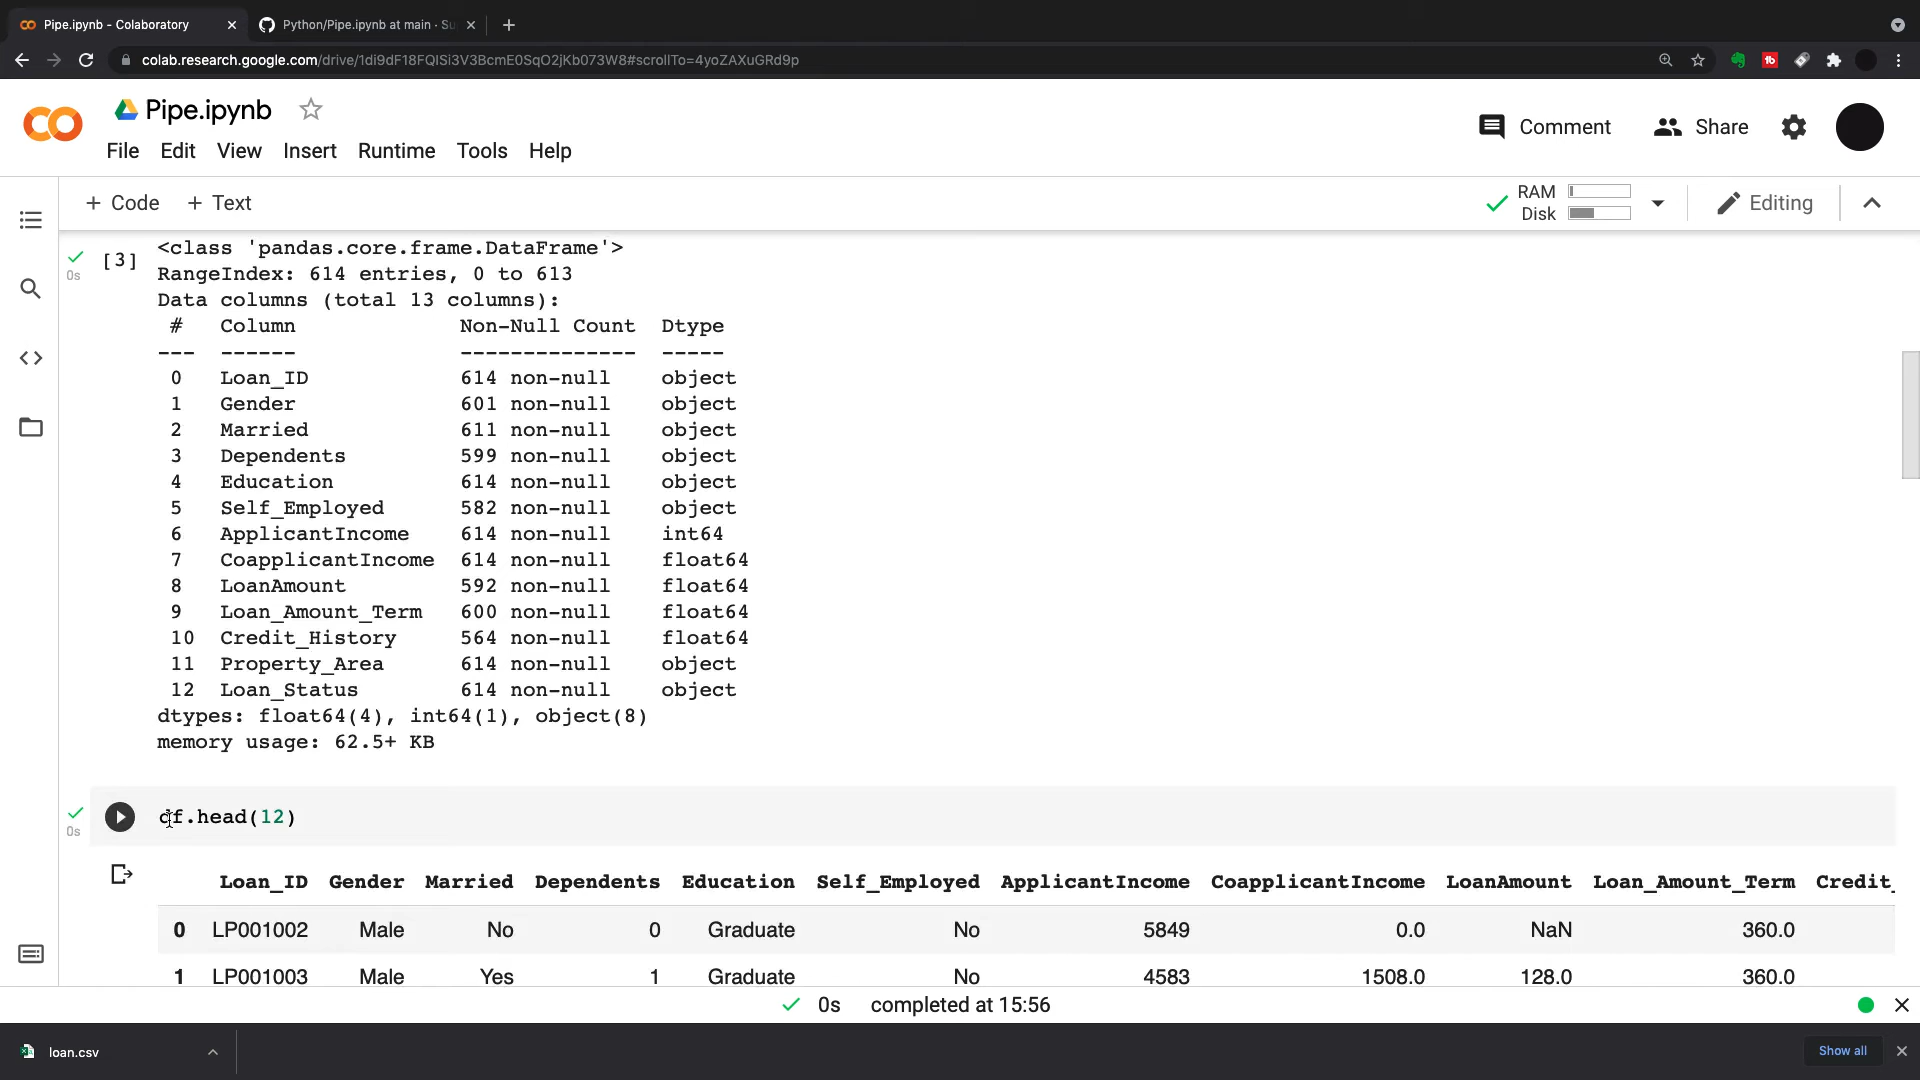 Pipe.ipynb - Colaboratory
Python/Pipe.ipynb at main · Su
colab.research.google.com/drive/1di9dF18FQISi3V3BcmE0SqO2jKb073W8#scrollTo=4yoZAXuGRd9p
Pipe.ipynb
Comment
Share
File Edit View Insert Runtime Tools Help
+ Code + Text
RAM
Disk
Editing
[3]
0s
<class 'pandas.core.frame.DataFrame'>
RangeIndex: 614 entries, 0 to 613
Data columns (total 13 columns):
# Column Non-Null Count Dtype
--- ------ -------------- -----
0 Loan_ID 614 non-null object
1 Gender 601 non-null object
2 Married 611 non-null object
3 Dependents 599 non-null object
4 Education 614 non-null object
5 Self_Employed 582 non-null object
6 ApplicantIncome 614 non-null int64
7 CoapplicantIncome 614 non-null float64
8 LoanAmount 592 non-null float64
9 Loan_Amount_Term 600 non-null float64
10 Credit_History 564 non-null float64
11 Property_Area 614 non-null object
12 Loan_Status 614 non-null object
dtypes: float64(4), int64(1), object(8)
memory usage: 62.5+ KB
0s
df.head(12)
Loan_ID Gender Married Dependents Education Self_Employed ApplicantIncome CoapplicantIncome LoanAmount Loan_Amount_Term Credit_
0 LP001002 Male No 0 Graduate No 5849 0.0 NaN 360.0
1 LP001003 Male Yes 1 Graduate No 4583 1508.0 128.0 360.0
0s completed at 15:56
loan.csv
Show all